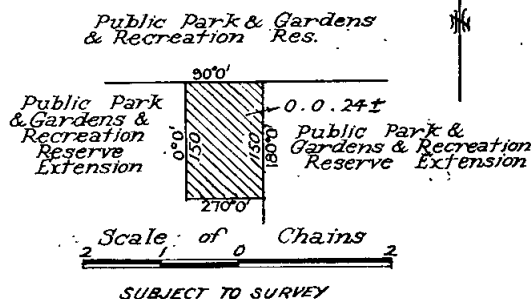 Public Park & Gardens
& Recreation Res.
90°0'
Public Park
& Gardens &
Recreation
Reserve
Extension
0°0'
150
150
180°0'
0.0.24±
Public Park &
Gardens & Recreation
Reserve Extension
270°0'
Scale of Chains
2 1 0 2
SUBJECT TO SURVEY